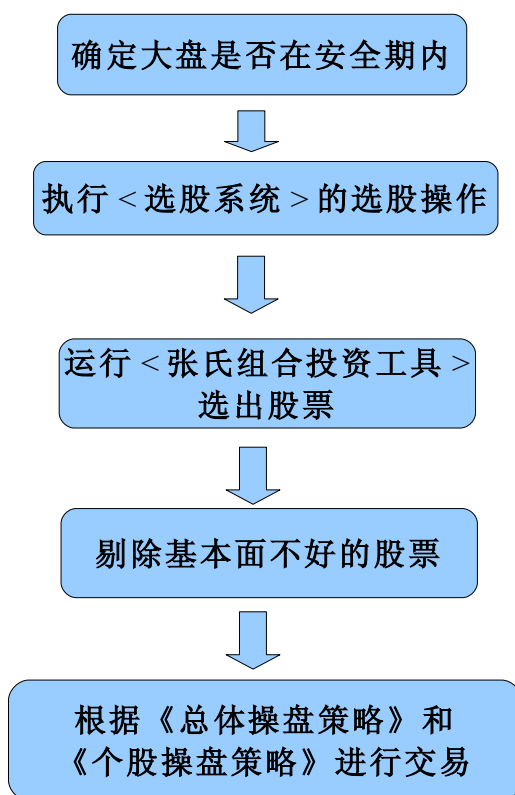 确定大盘是否在安全期内
执行<选股系统>的选股操作
运行<张氏组合投资工具>
选出股票
剔除基本面不好的股票
根据《总体操盘策略》和
《个股操盘策略》进行交易